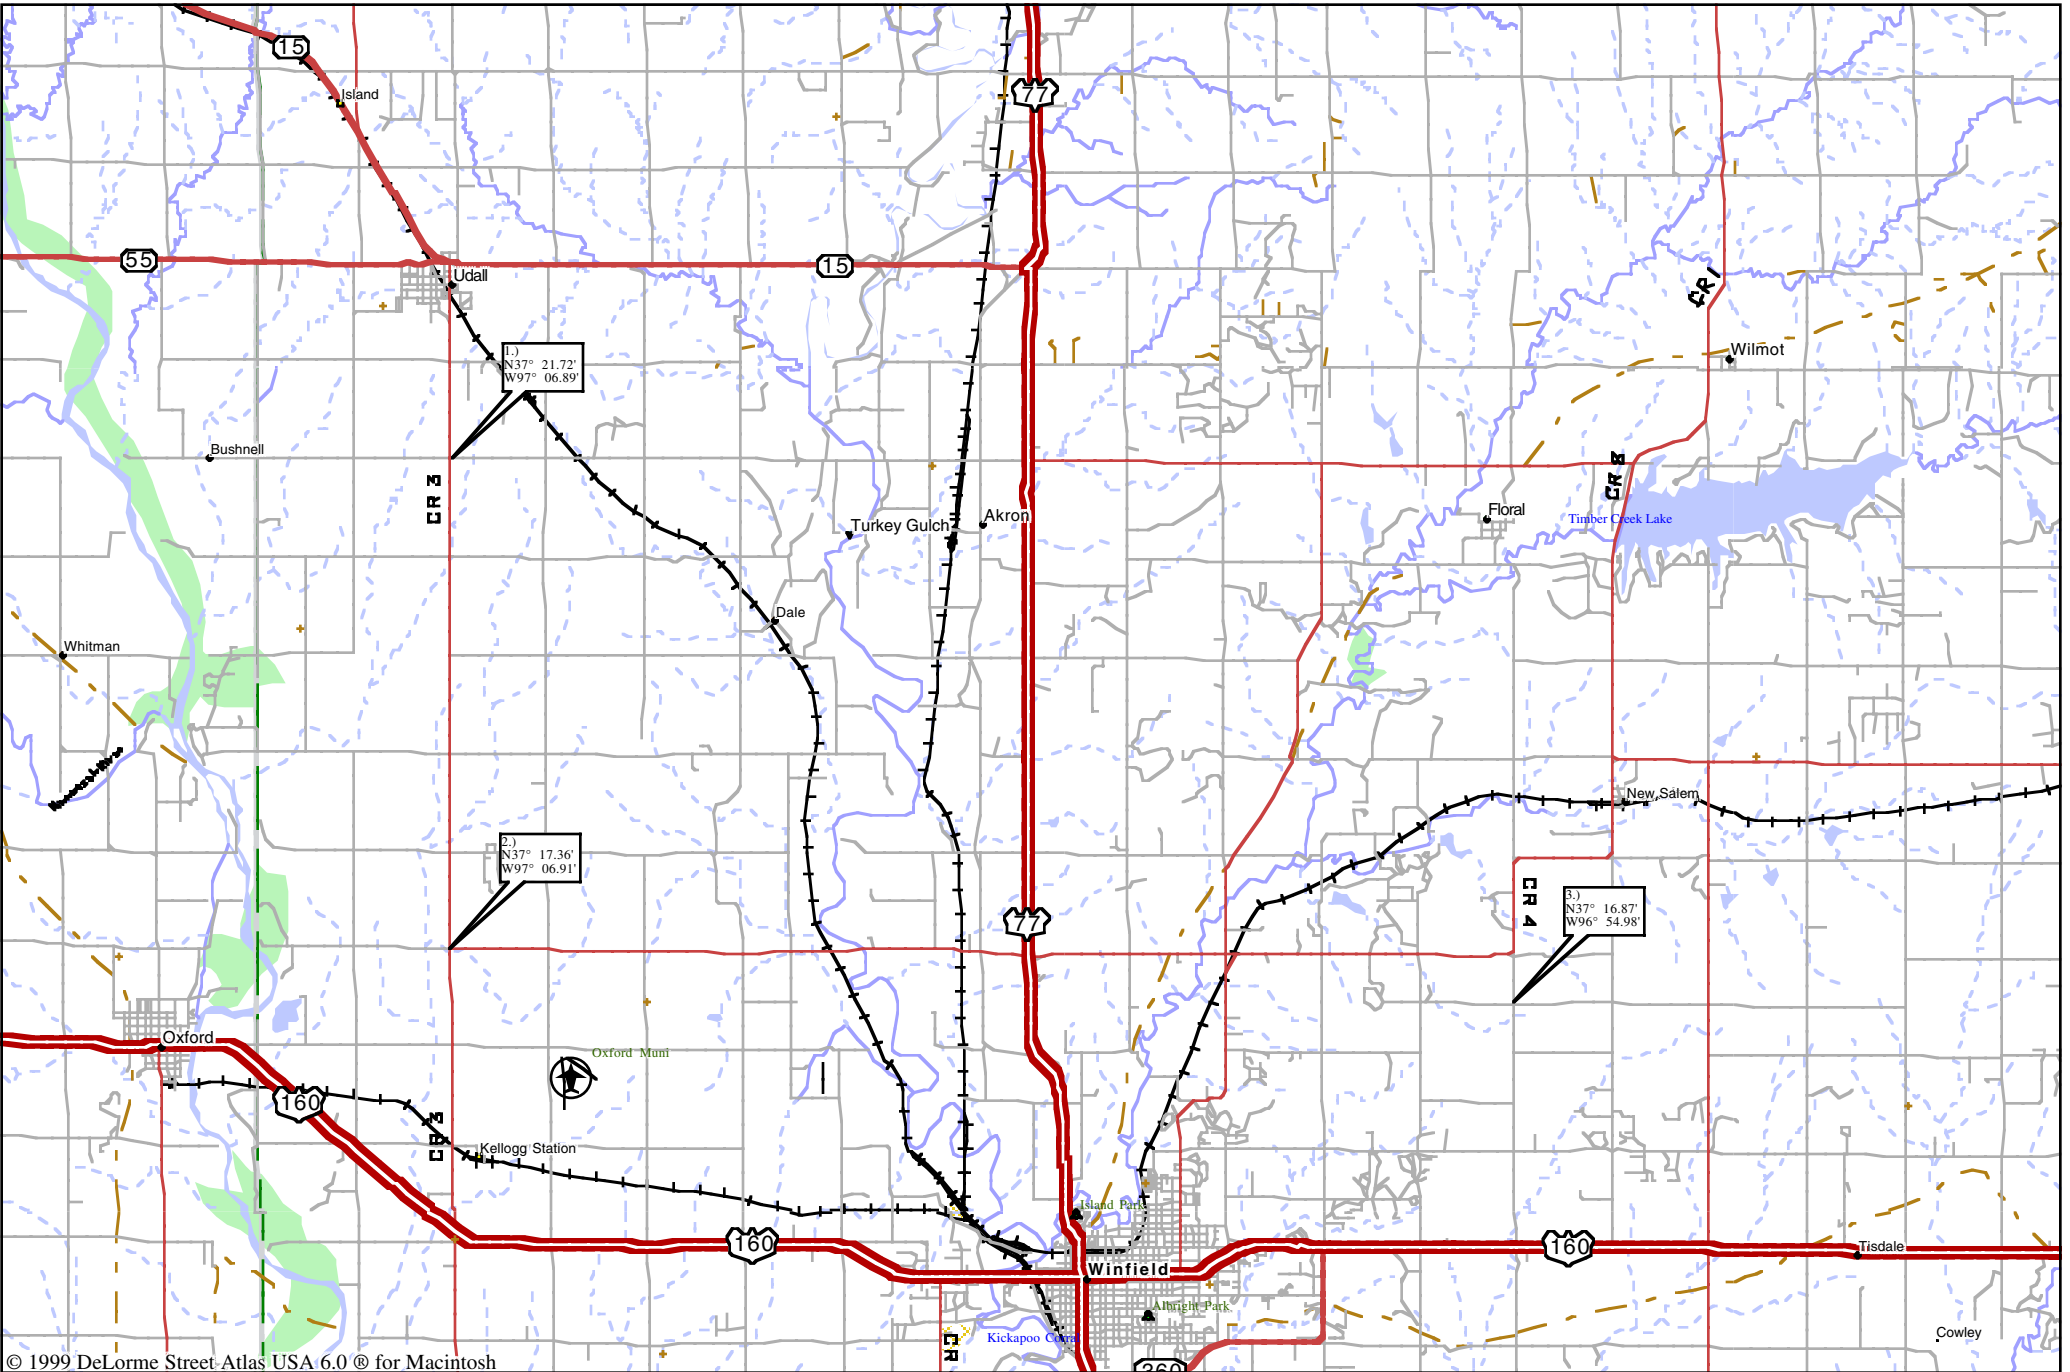 15
Island
77
55
15
Udall
CR 1
Wilmot
1.)
N37° 21.72'
W97° 06.89'
Bushnell
CR 3
CR 8
Turkey Gulch
Akron
Floral
Timber Creek Lake
Dale
Whitman
New Salem
2.)
N37° 17.36'
W97° 06.91'
CR 4
3.)
N37° 16.87'
W96° 54.98'
77
Oxford
Oxford Muni
160
CR 3
Kellogg Station
Island Park
160
160
Tisdale
Winfield
Albright Park
Kickapoo Corral
CR
Cowley
360
© 1999 DeLorme Street Atlas USA 6.0 ® for Macintosh